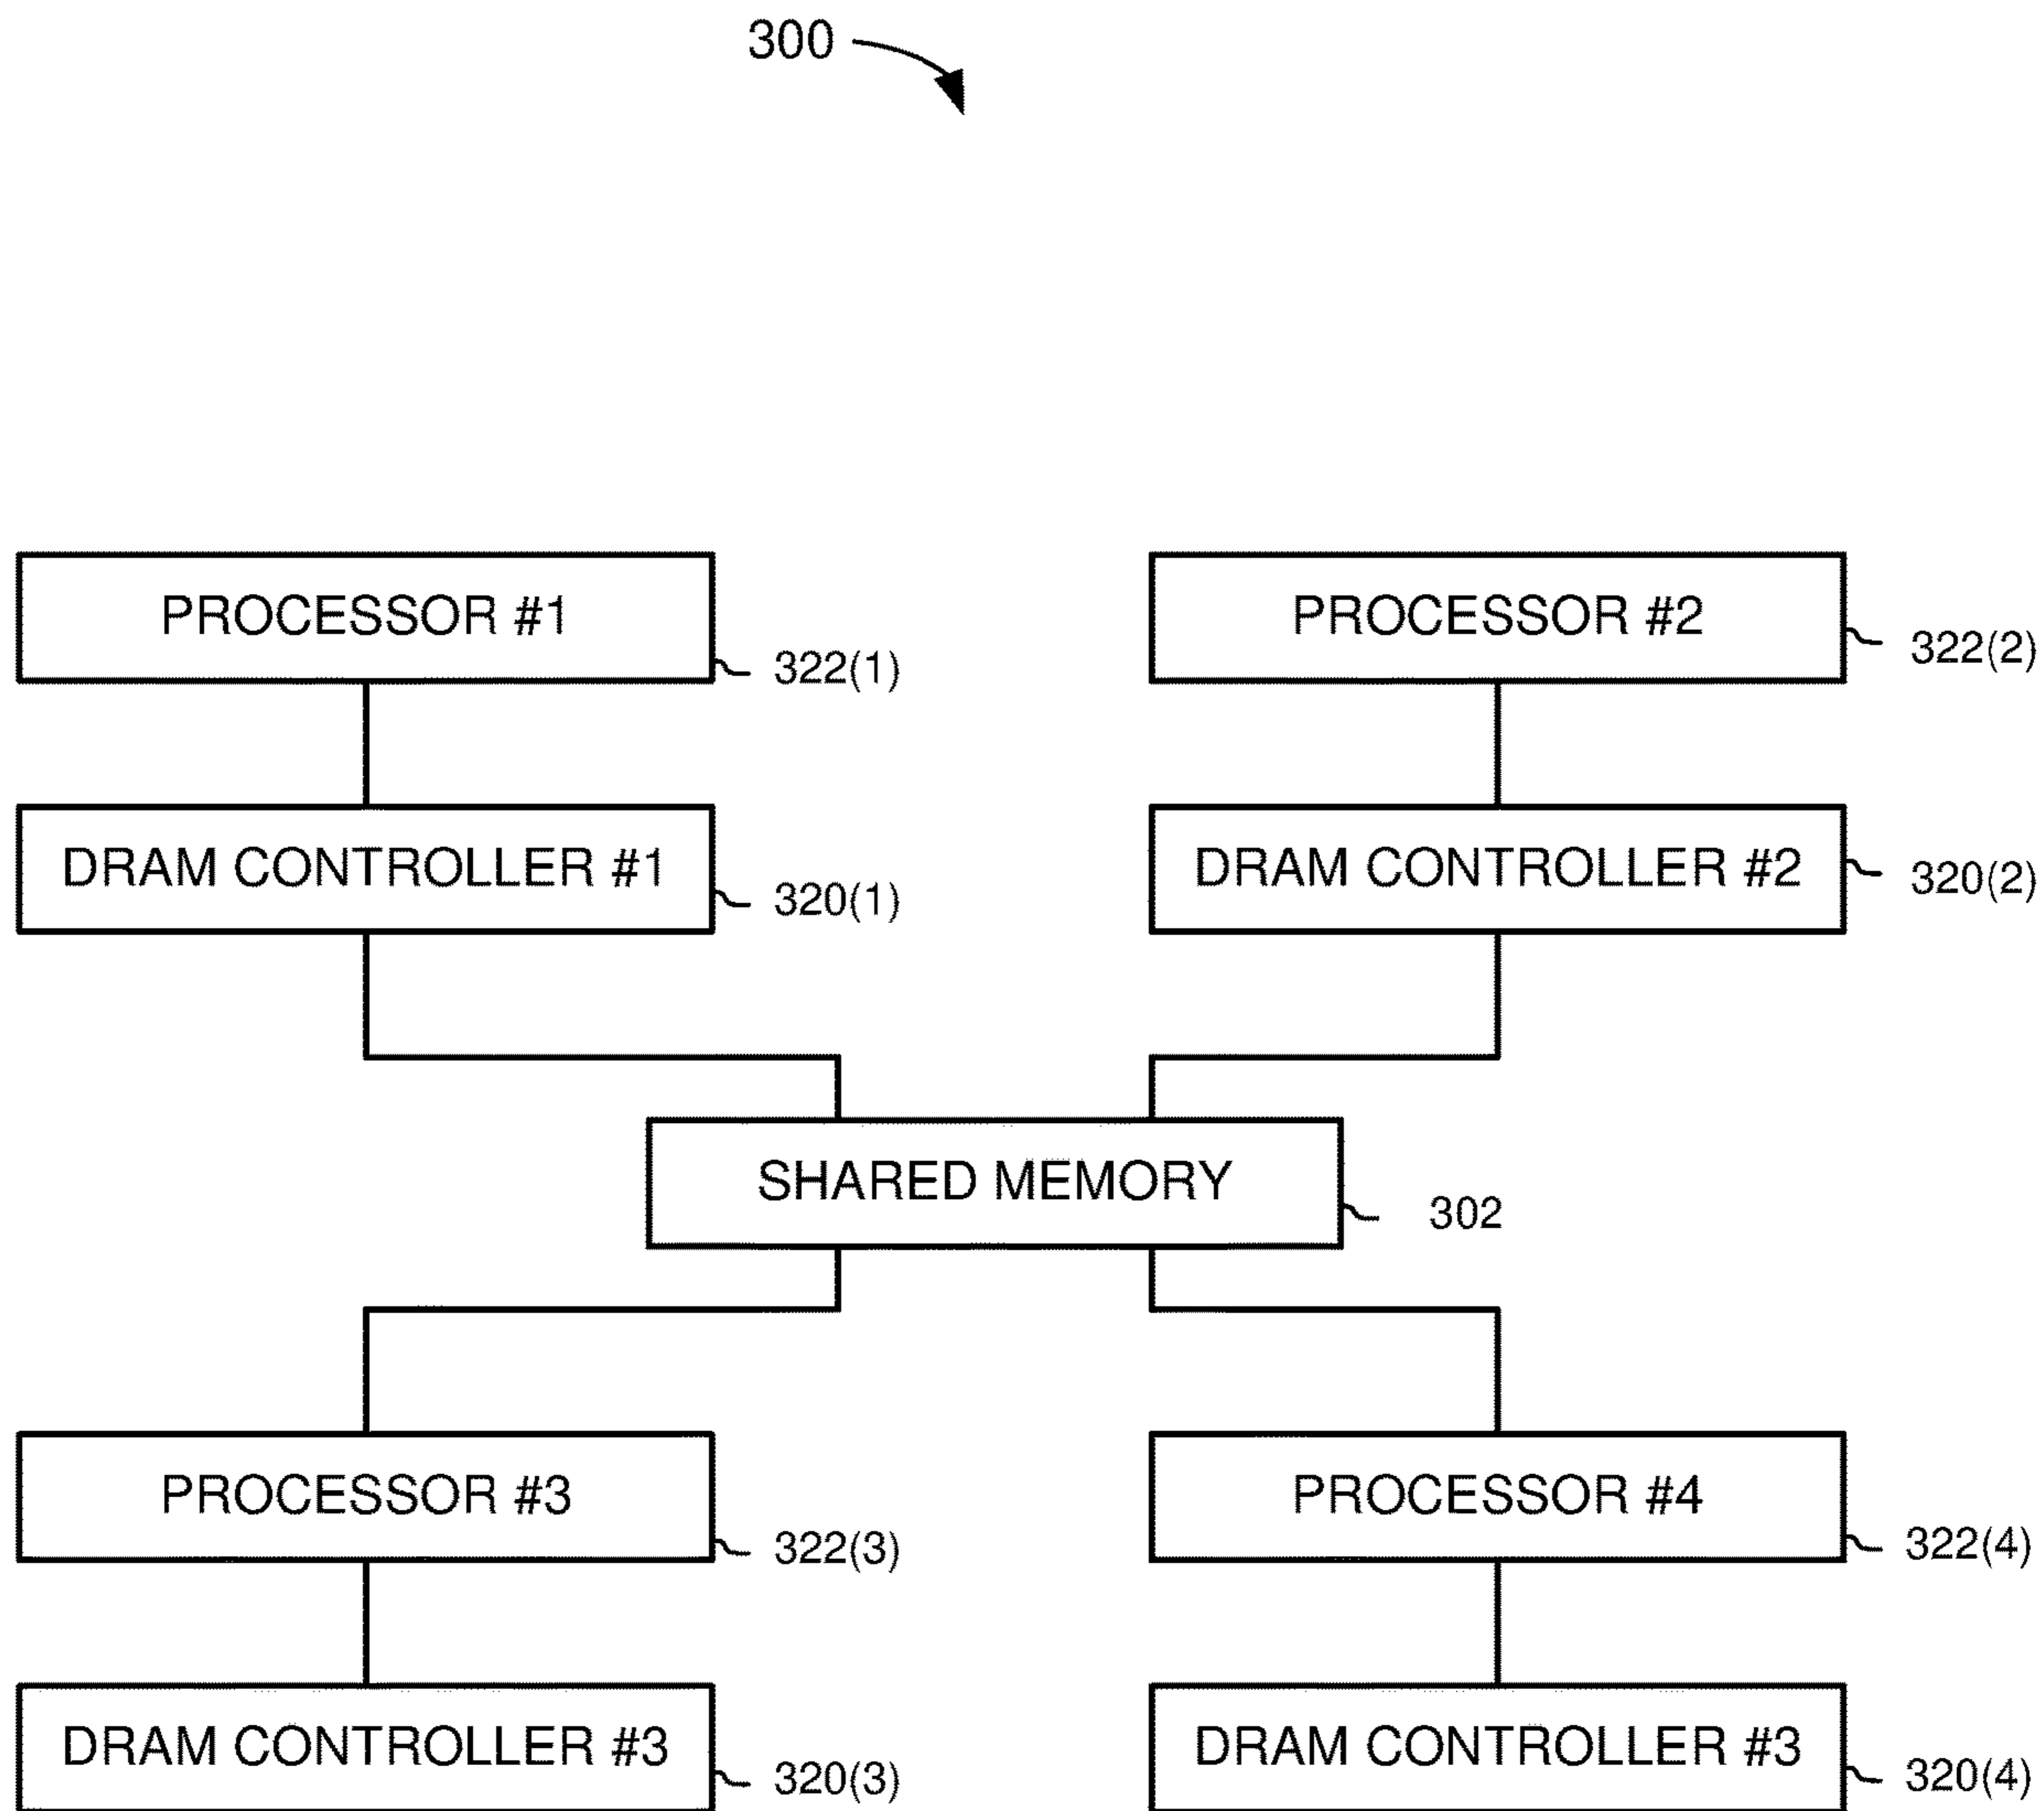 300
PROCESSOR #1
322(1)
PROCESSOR #2
322(2)
DRAM CONTROLLER #1
320(1)
DRAM CONTROLLER #2
320(2)
SHARED MEMORY
302
PROCESSOR #3
322(3)
PROCESSOR #4
322(4)
DRAM CONTROLLER #3
320(3)
DRAM CONTROLLER #3
320(4)